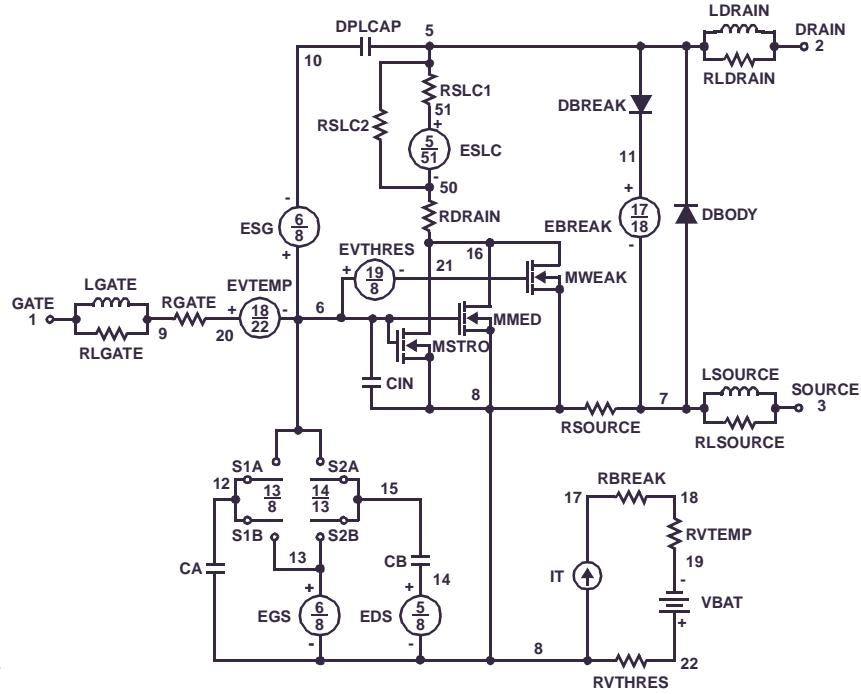 LDRAIN
DPLCAP
5
DRAIN
2
10
RLDRAIN
RSLC1
51
DBREAK
RSLC2
+
5
51
ESLC
-
50
11
-
6
8
ESG
+
RDRAIN
+
17
18
EBREAK
-
DBODY
EVTHRES
+
19
8
-
21
16
MWEAK
LGATE
GATE
1
RGATE
EVTEMP
+
18
22
-
6
MMED
RLGATE
9
20
MSTRO
CIN
8
LSOURCE
7
SOURCE
3
RSOURCE
RLSOURCE
S1A
S2A
12
13
8
14
13
15
RBREAK
17
18
S1B
S2B
RVTEMP
13
CB
19
CA
14
IT
-
VBAT
+
+
+
EGS
6
8
EDS
5
8
-
-
8
22
RVTHRES